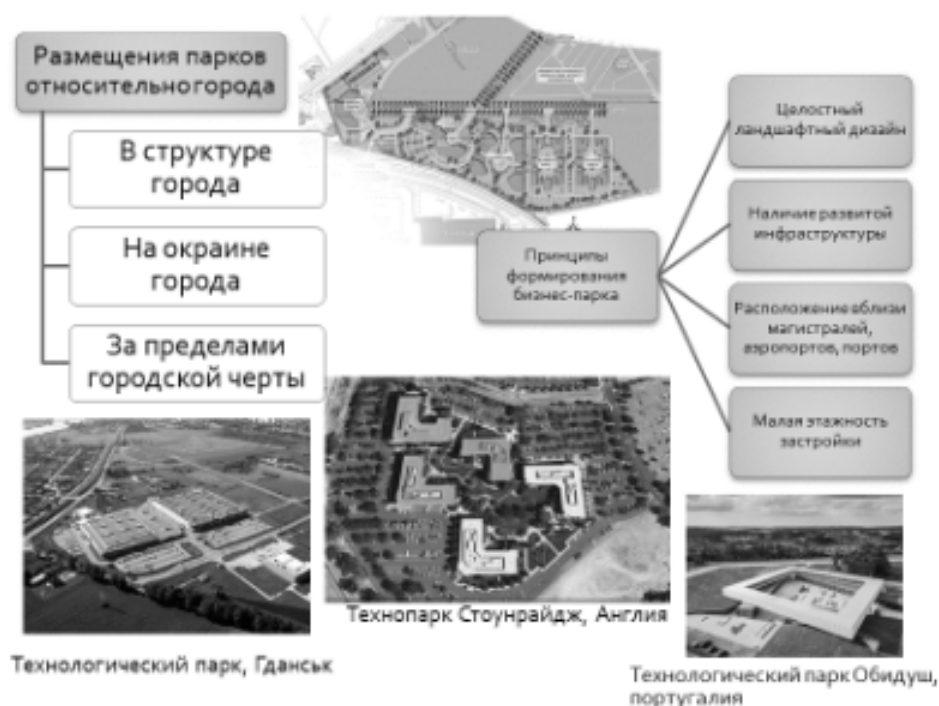 Размещения парков
относительно города
В структуре
города
На окраине
города
За пределами
городской черты
Принципы
формирования
бизнес-парка
Целостный
ландшафтный дизайн
Наличие развитой
инфраструктуры
Расположение вблизи
магистралей,
аэропортов, портов
Малая этажность
застройки
Технологический парк, Гданськ
Технопарк Стоунрайдж, Англия
Технологический парк Обидуш,
португалия